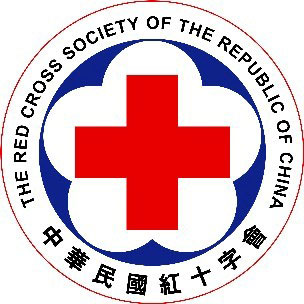 THE RED CROSS SOCIETY OF THE REPUBLIC OF CHINA
中華民國紅十字會